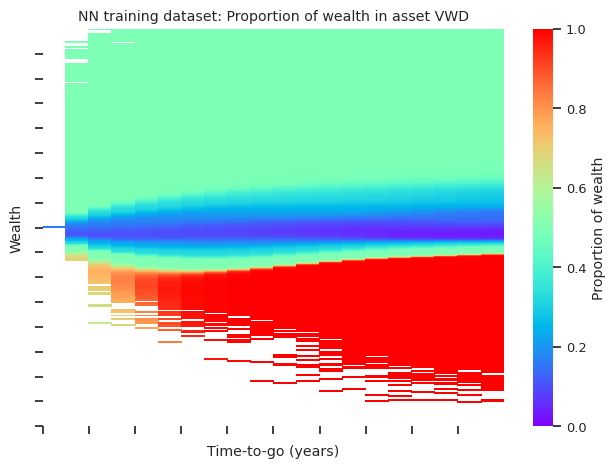 NN training dataset: Proportion of wealth in asset VWD
Wealth
Time-to-go (years)
1.0
0.8
0.6
0.4
0.2
0.0
Proportion of wealth